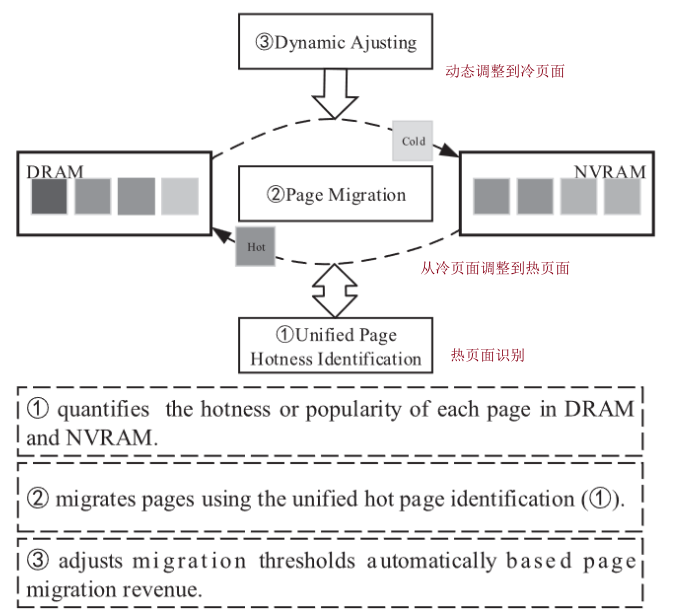 ③Dynamic Ajusting
动态调整到冷页面
Cold
DRAM
NVRAM
②Page Migration
Hot
从冷页面调整到热页面
①Unified Page
Hotness Identification
热页面识别
① quantifies the hotness or popularity of each page in DRAM
and NVRAM.
② migrates pages using the unified hot page identification (①).
③ adjusts migration thresholds automatically based page
migration revenue.